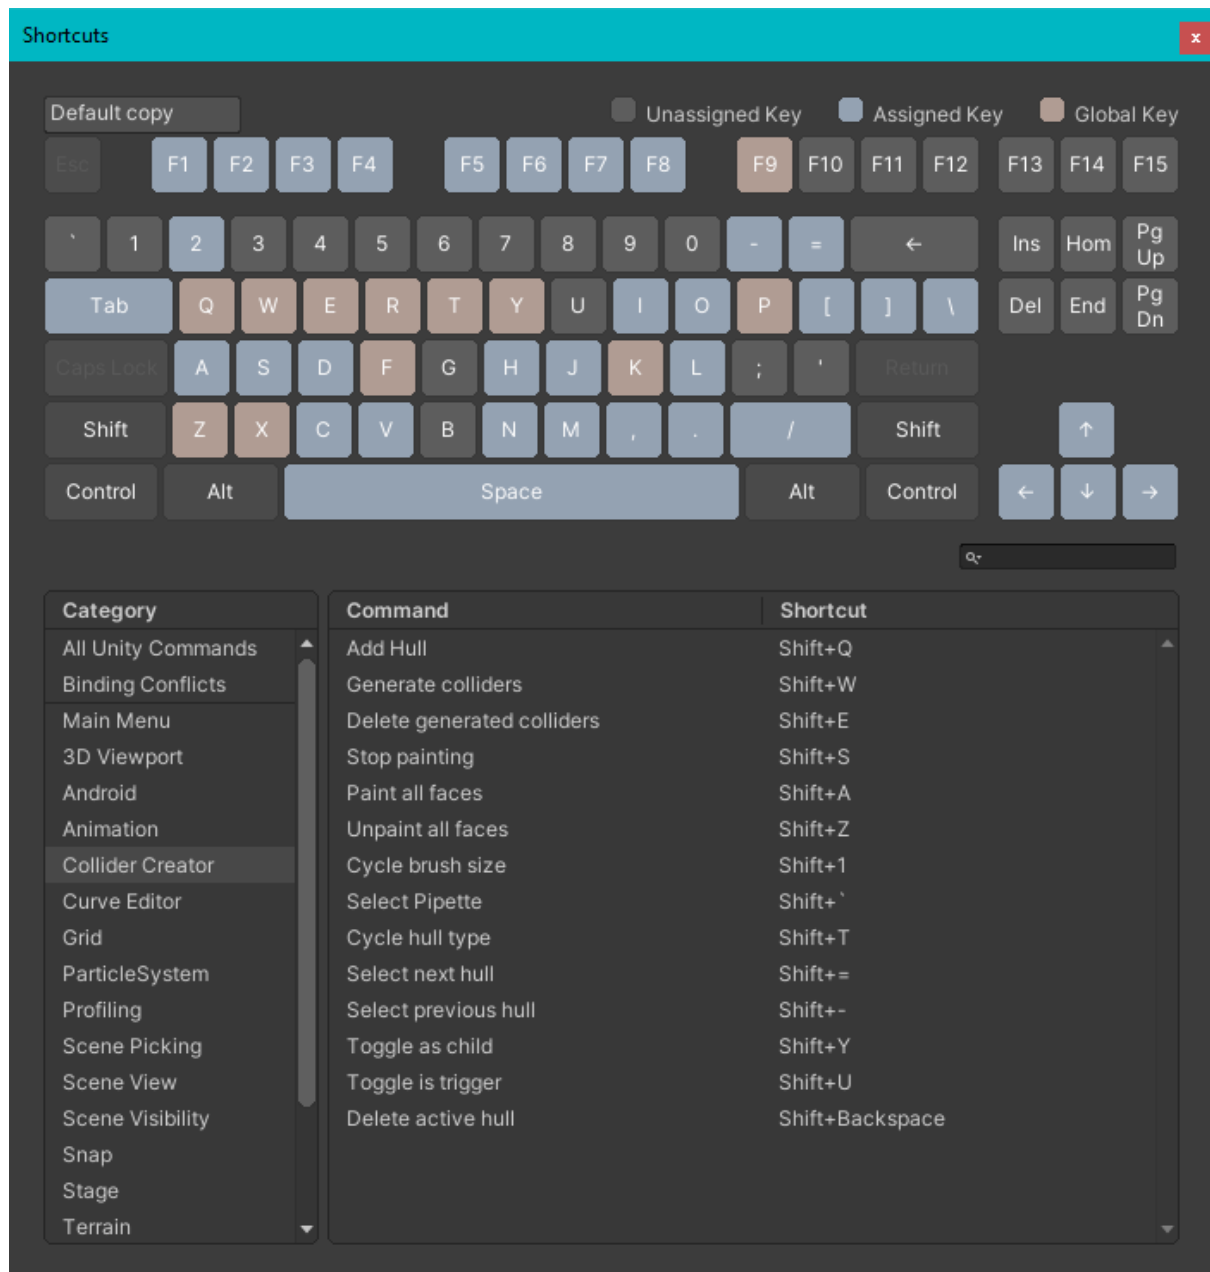 Shortcuts
x
Default copy
Unassigned Key Assigned Key Global Key
Esc F1 F2 F3 F4 F5 F6 F7 F8 F9 F10 F11 F12 F13 F14 F15
` 1 2 3 4 5 6 7 8 9 0 - = ← Ins Hom Pg Up
Tab Q W E R T Y U I O P [ ] \ Del End Pg Dn
Caps Lock A S D F G H J K L ; ' Return
Shift Z X C V B N M , . / Shift ↑
Control Alt Space Alt Control ← ↓ →
Category Command Shortcut
All Unity Commands Add Hull Shift+Q
Binding Conflicts Generate colliders Shift+W
Main Menu Delete generated colliders Shift+E
3D Viewport Stop painting Shift+S
Android Paint all faces Shift+A
Animation Unpaint all faces Shift+Z
Collider Creator Cycle brush size Shift+1
Curve Editor Select Pipette Shift+`
Grid Cycle hull type Shift+T
ParticleSystem Select next hull Shift+=
Profiling Select previous hull Shift+-
Scene Picking Toggle as child Shift+Y
Scene View Toggle is trigger Shift+U
Scene Visibility Delete active hull Shift+Backspace
Snap
Stage
Terrain